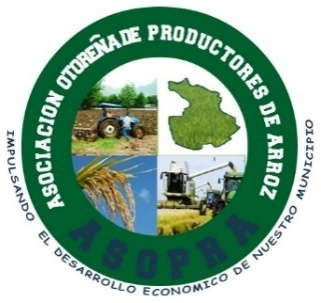 ASOCIACION OTOREÑA DE PRODUCTORES DE ARROZ
ASOPRA
IMPULSANDO EL DESARROLLO ECONOMICO DE NUESTRO MUNICIPIO